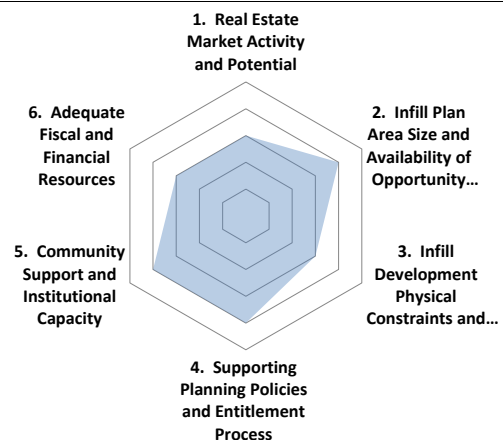 1. Real Estate
Market Activity
and Potential
2. Infill Plan
Area Size and
Availability of
Opportunity…
3. Infill
Development
Physical
Constraints and…
4. Supporting
Planning Policies
and Entitlement
Process
5. Community
Support and
Institutional
Capacity
6. Adequate
Fiscal and
Financial
Resources